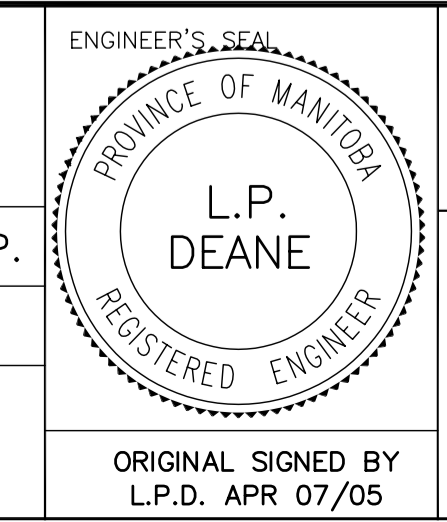 ENGINEER'S SEAL
PROVINCE OF MANITOBA
L.P.
DEANE
REGISTERED ENGINEER
P.
ORIGINAL SIGNED BY
L.P.D. APR 07/05